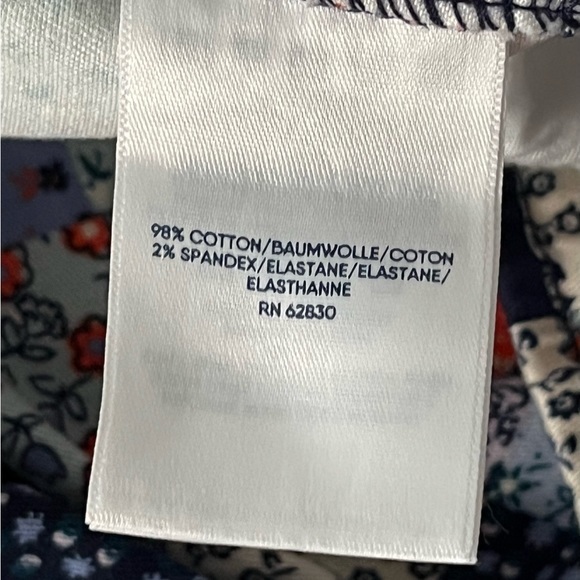 98% COTTON/BAUMWOLLE/COTON
2% SPANDEX/ELASTANE/ELASTANE/
ELASTHANNE
RN 62830